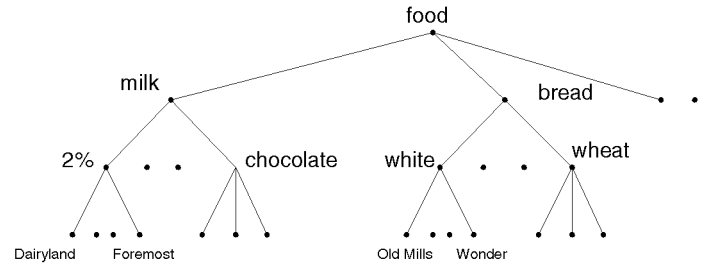 food
milk
bread
2%
chocolate
white
wheat
Dairyland
Foremost
Old Mills
Wonder